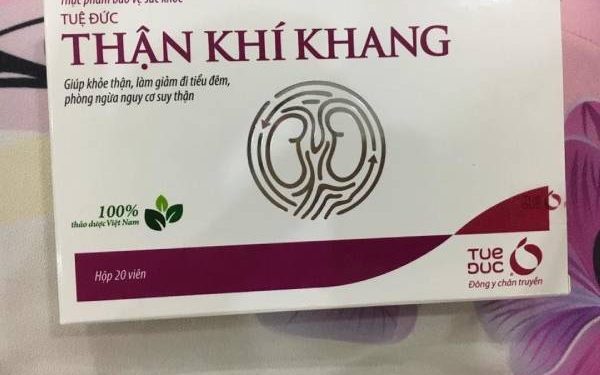 Thực phẩm bảo vệ sức khỏe
TUỆ ĐỨC
THẬN KHÍ KHANG
Giúp khỏe thận, làm giảm đi tiểu đêm,
phòng ngừa nguy cơ suy thận
100%
thảo dược Việt Nam
TUE
DUC
Hộp 20 viên
Đông y chân truyền